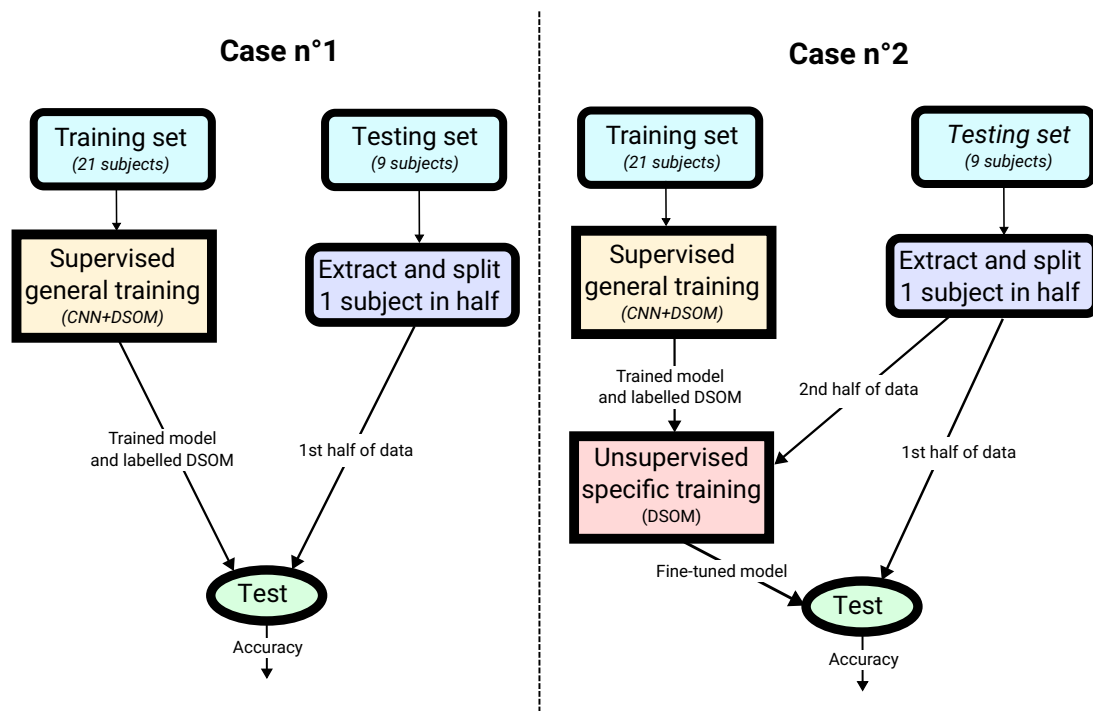 Case n°1
Training set
(21 subjects)
Testing set
(9 subjects)
Supervised
general training
(CNN+DSOM)
Extract and split
1 subject in half
Trained model
and labelled DSOM
1st half of data
Test
Accuracy
Case n°2
Training set
(21 subjects)
Testing set
(9 subjects)
Supervised
general training
(CNN+DSOM)
Extract and split
1 subject in half
Trained model
and labelled DSOM
2nd half of data
1st half of data
Unsupervised
specific training
(DSOM)
Fine-tuned model
Test
Accuracy